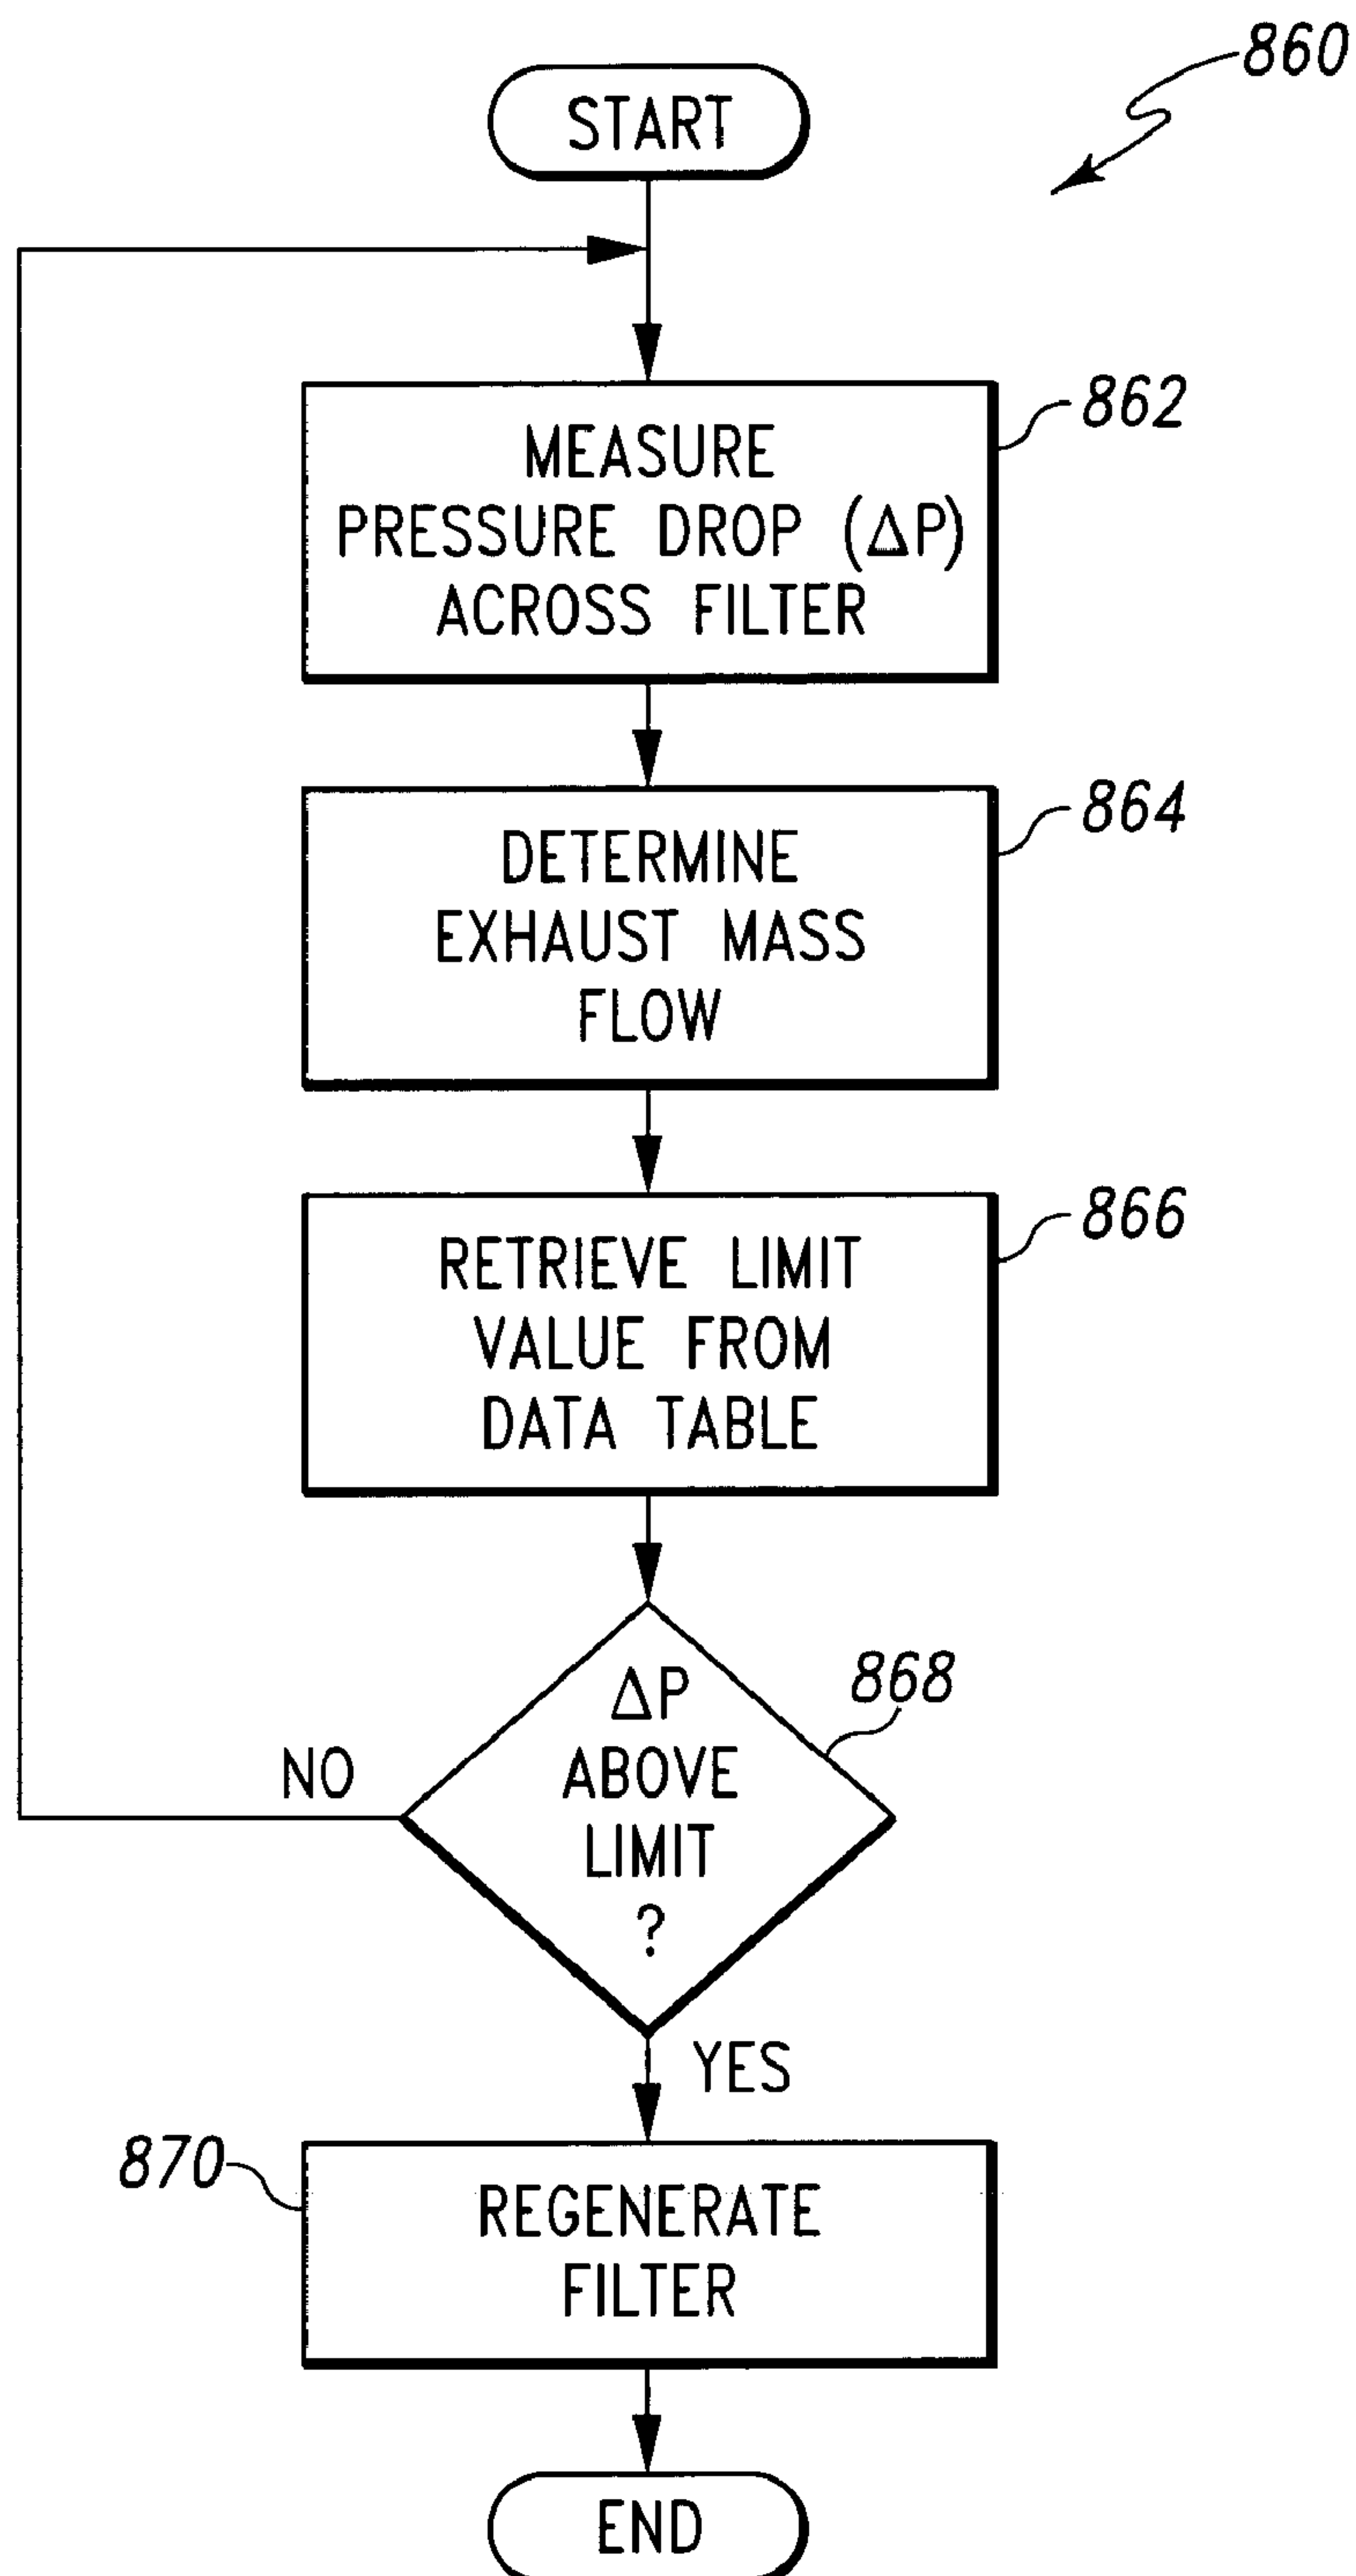 860
START
MEASURE
PRESSURE DROP (ΔP)
ACROSS FILTER
862
DETERMINE
EXHAUST MASS
FLOW
864
RETRIEVE LIMIT
VALUE FROM
DATA TABLE
866
ΔP
ABOVE
LIMIT
?
868
NO
YES
870
REGENERATE
FILTER
END